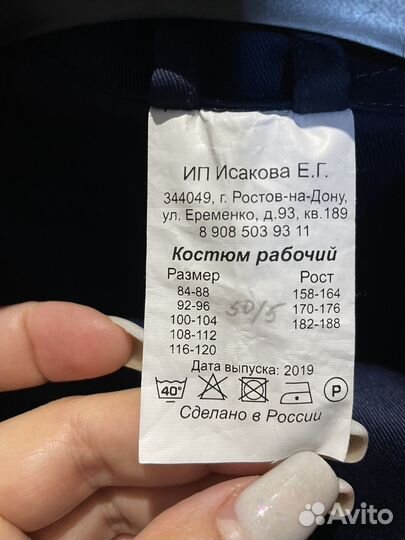 ИП Исакова Е.Г.
344049, г. Ростов-на-Дону,
ул. Еременко, д.93, кв.189
8 908 503 93 11
Костюм рабочий
Размер Рост
84-88 158-164
92-96 170-176
100-104 182-188
108-112
116-120
50/5
Дата выпуска: 2019
40° P
Сделано в России
Avito